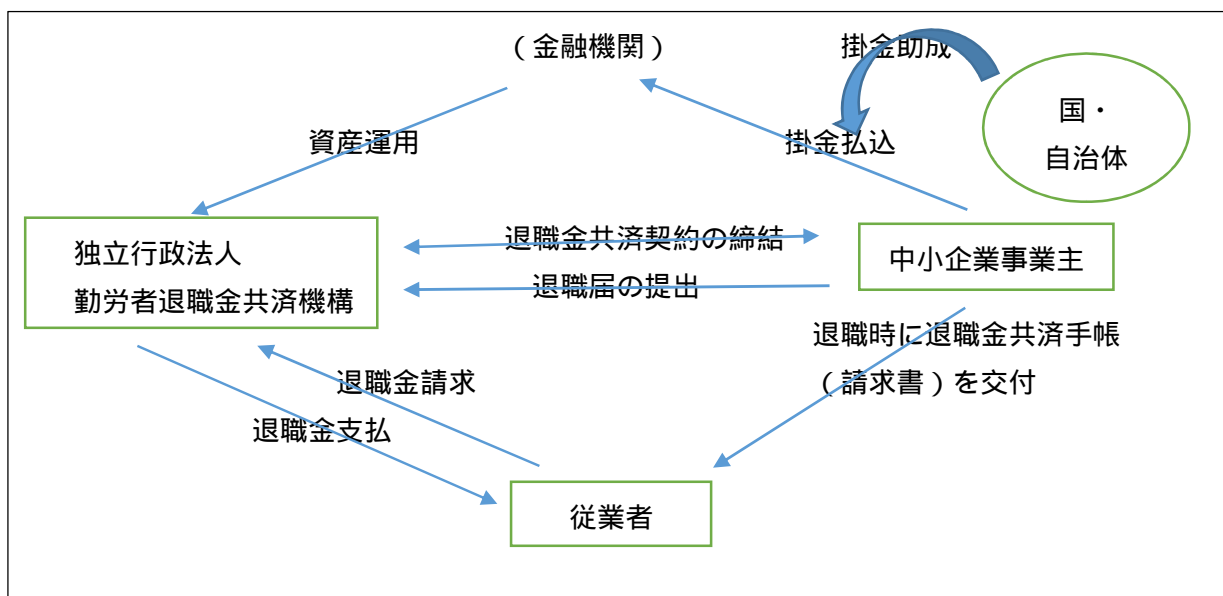 （金融機関）
掛金助成
国・
自治体
資産運用
掛金払込
独立行政法人
勤労者退職金共済機構
退職金共済契約の締結
退職届の提出
中小企業事業主
退職時に退職金共済手帳
（請求書）を交付
退職金請求
退職金支払
従業者